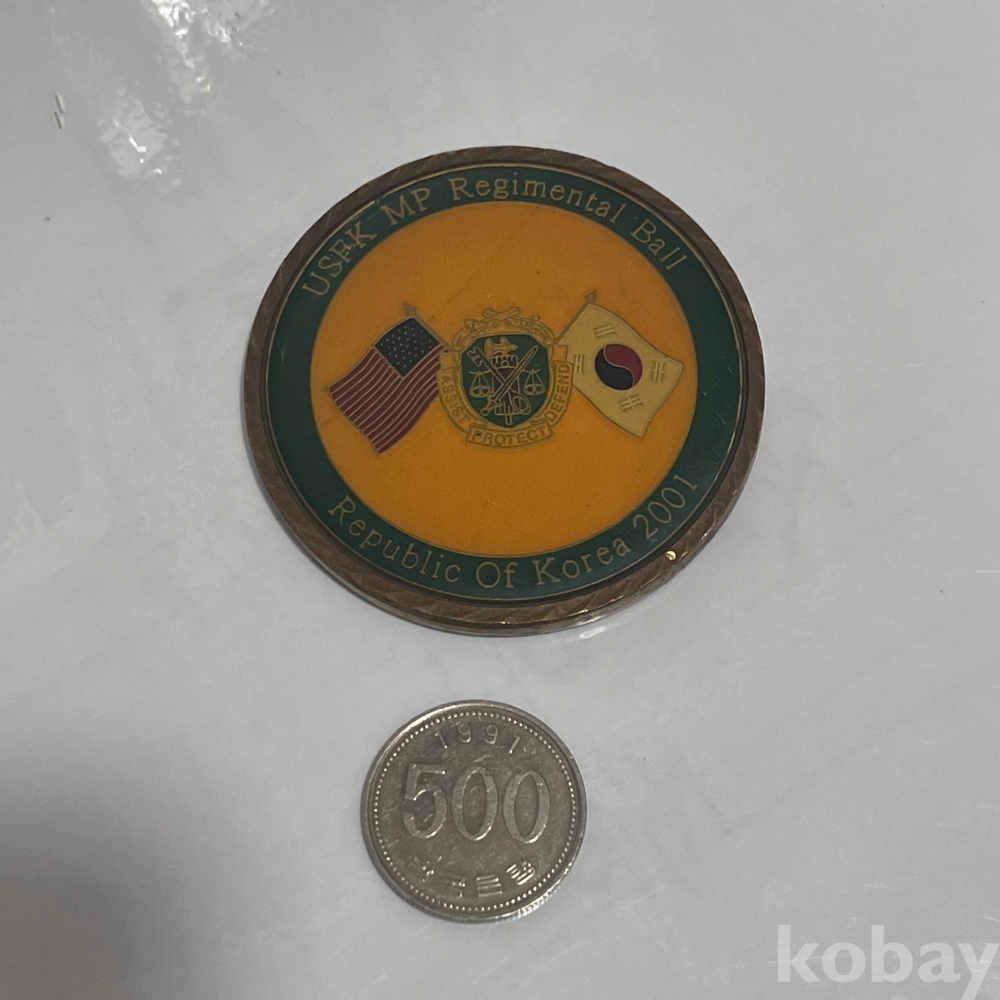 USFK MP Regimental Ball
ASSIST
PROTECT
DEFEND
Republic Of Korea 2001
1991
500
한국은행
kobay